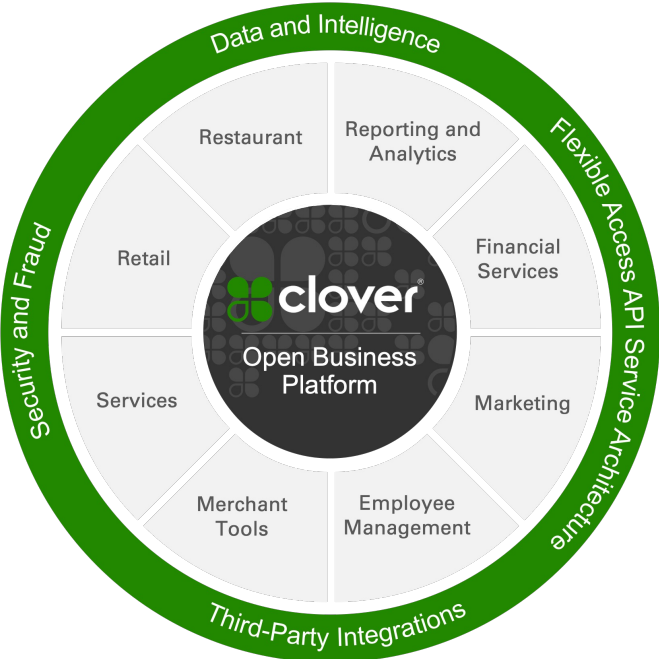 Data and Intelligence
Flexible Access API Service Architecture
Third-Party Integrations
Security and Fraud
Restaurant
Reporting and
Analytics
Financial
Services
Marketing
Employee
Management
Merchant
Tools
Services
Retail
clover®
Open Business
Platform